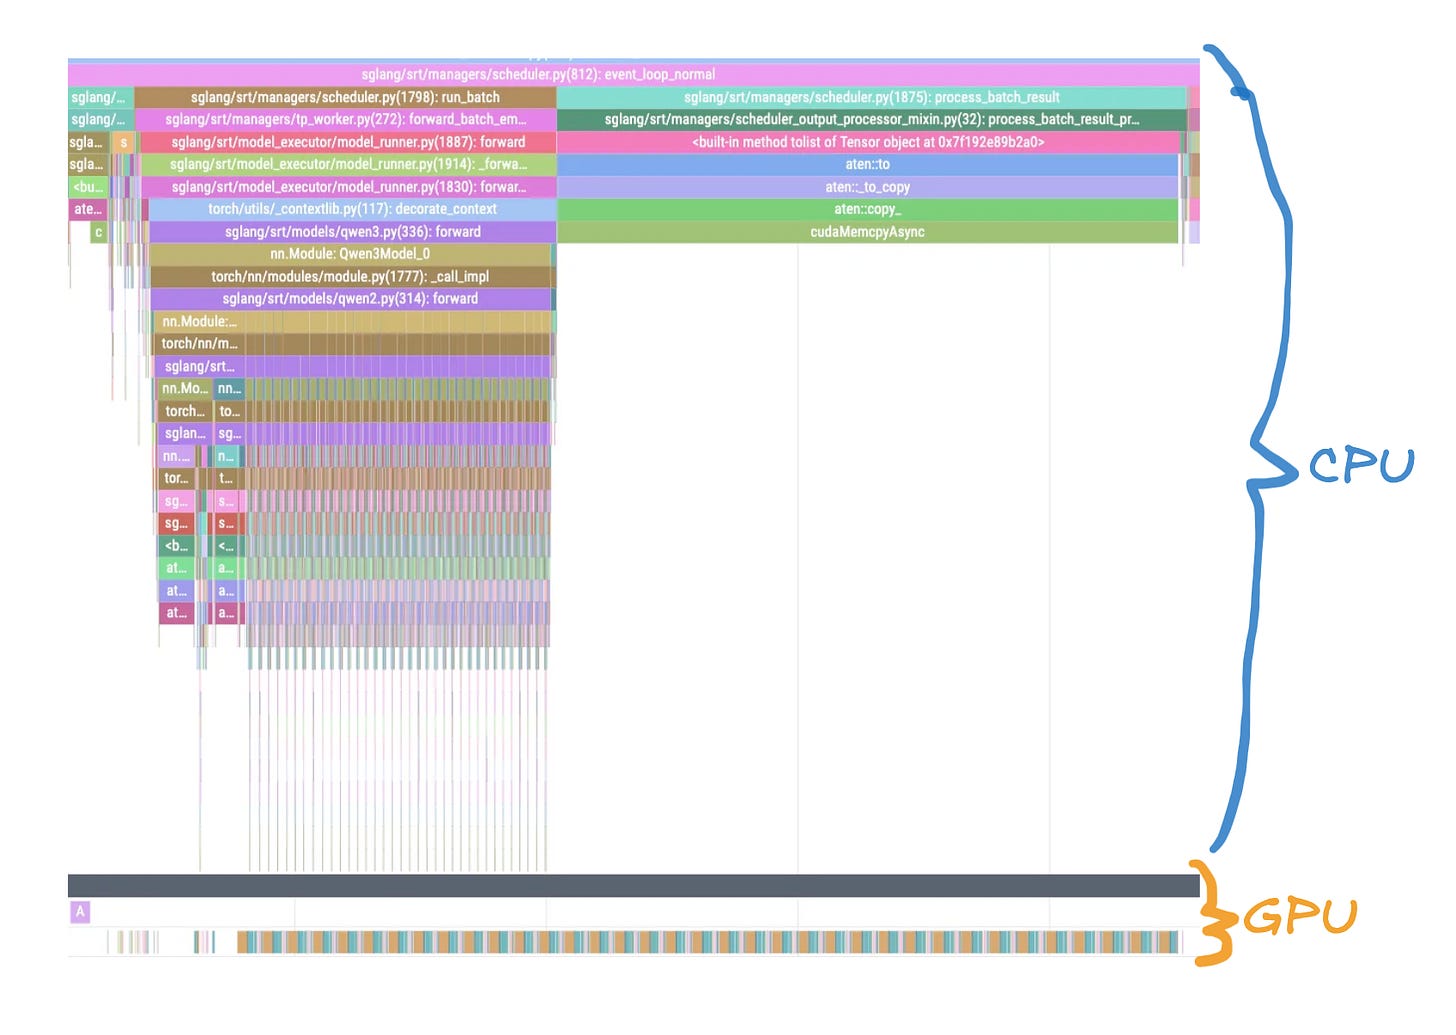 sglang/srt/managers/scheduler.py(812): event_loop_normal
sglang/... sglang/srt/managers/scheduler.py(1798): run_batch sglang/srt/managers/scheduler.py(1875): process_batch_result
sglang/... sglang/srt/managers/tp_worker.py(272): forward_batch_em... sglang/srt/managers/scheduler_output_processor_mixin.py(32): process_batch_result_pr...
sgla... s sglang/srt/model_executor/model_runner.py(1887): forward <built-in method tolist of Tensor object at 0x7f192e89b2a0>
sgla... sglang/srt/model_executor/model_runner.py(1914): _forwa... aten::to
<bu... sglang/srt/model_executor/model_runner.py(1830): forwar... aten::_to_copy
ate... torch/utils/_contextlib.py(117): decorate_context aten::copy_
c sglang/srt/models/qwen3.py(336): forward cudaMemcpyAsync
nn.Module: Qwen3Model_0
torch/nn/modules/module.py(1777): _call_impl
sglang/srt/models/qwen2.py(314): forward
nn.Module:...
torch/nn/m...
sglang/srt...
nn.Mo... nn...
torch... to...
sglan... sg...
nn.... n...
tor... t...
sg... s...
sg... s...
<b... <...
at... a...
at... a...
at... a...
CPU
A
GPU